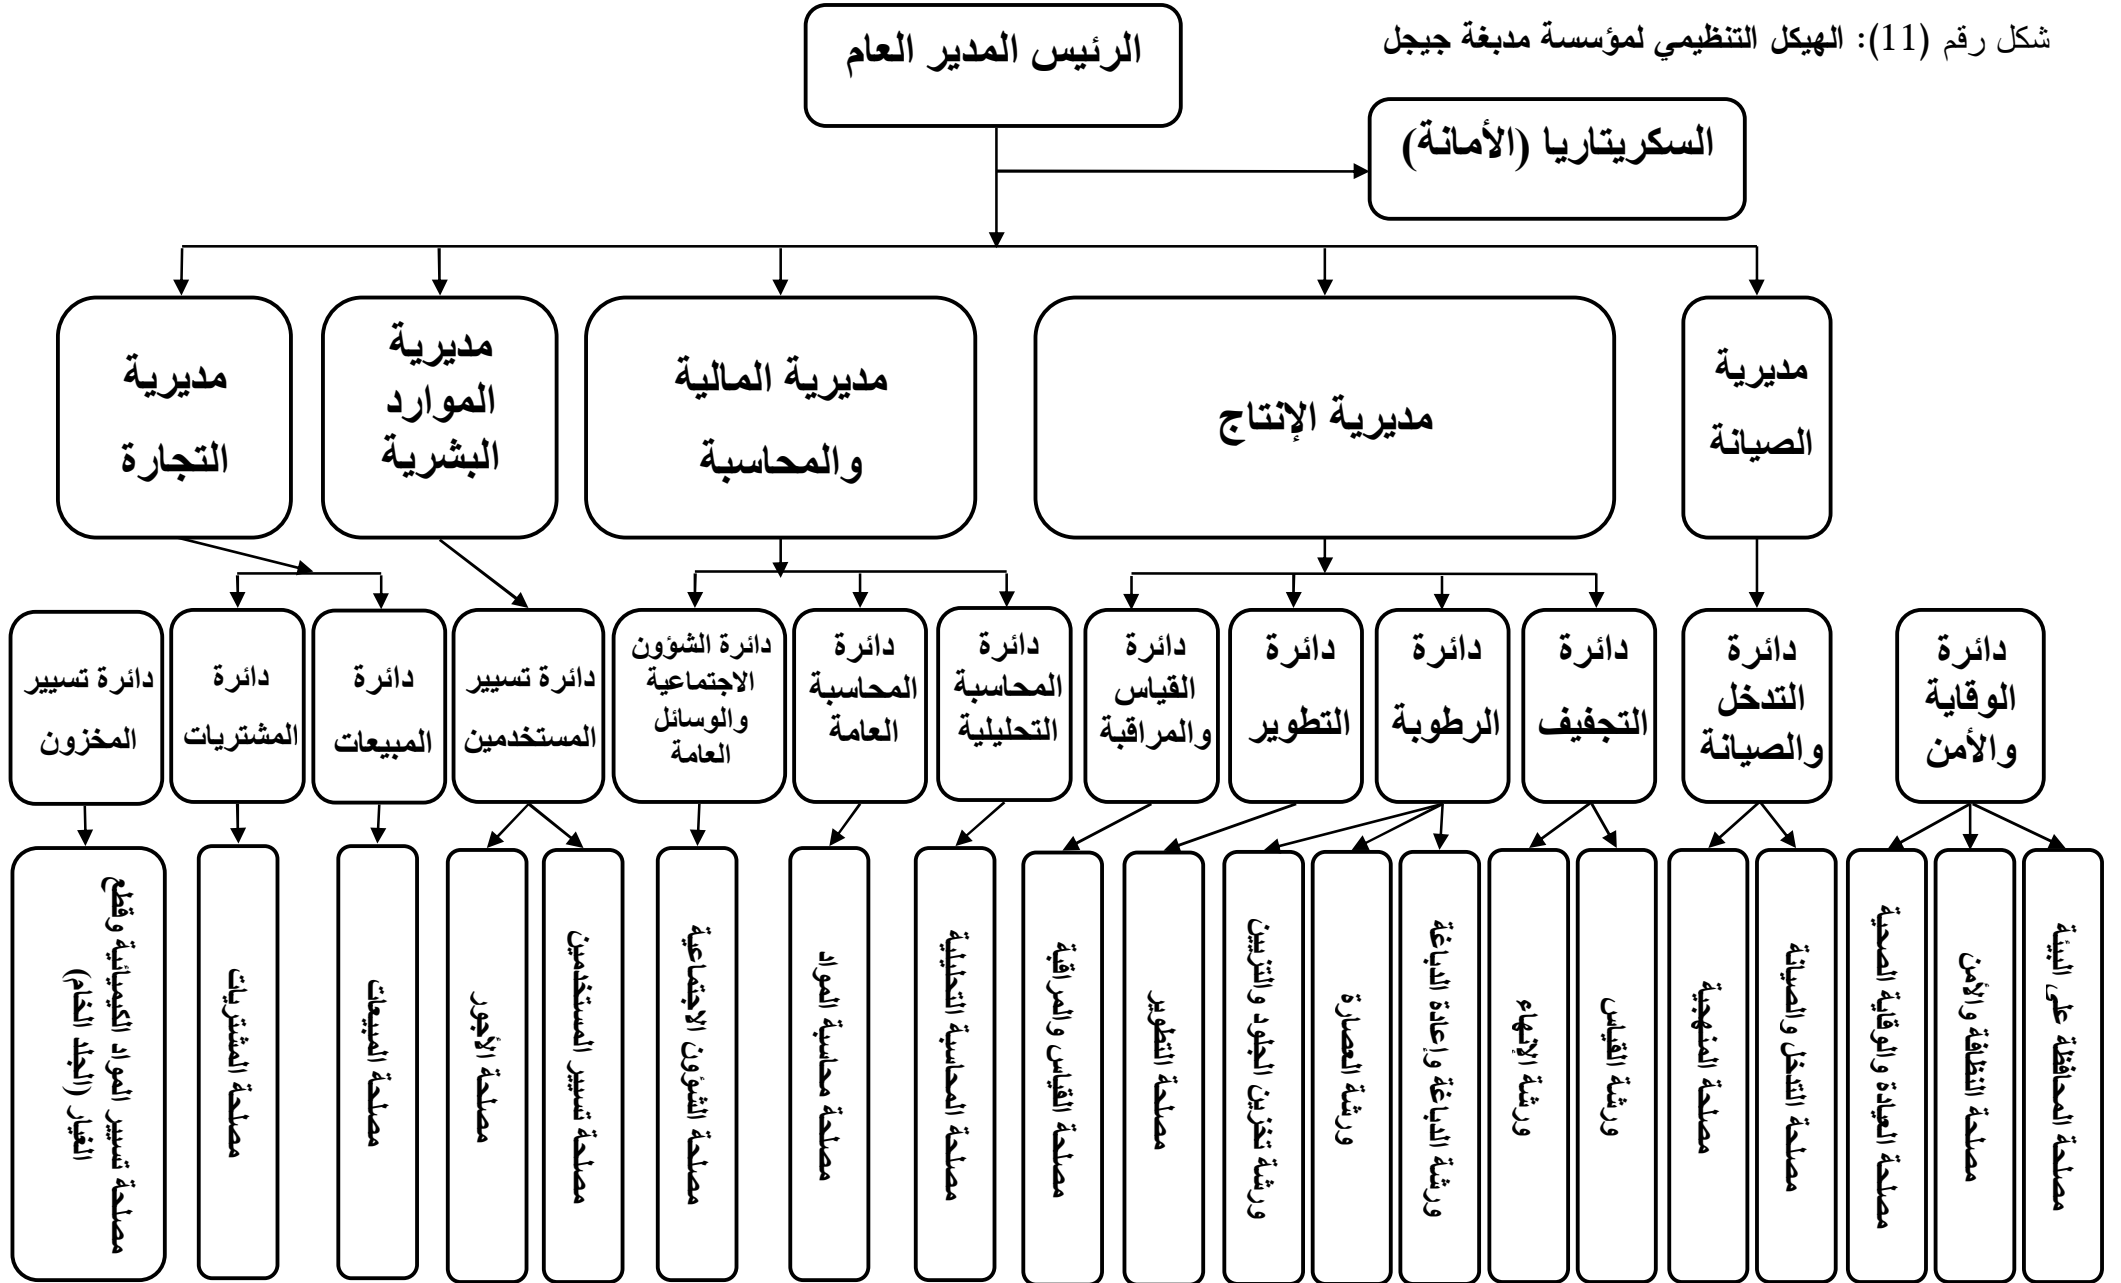 شكل رقم (11): الهيكل التنظيمي لمؤسسة مدبغة جيجل
الرئيس المدير العام
السكريتاريا (الأمانة)
مديرية
الصيانة
مديرية الإنتاج
مديرية المالية
والمحاسبة
مديرية
الموارد
البشرية
مديرية
التجارة
دائرة
الوقاية
والأمن
دائرة
التدخل
والصيانة
دائرة
التجفيف
دائرة
الرطوبة
دائرة
التطوير
دائرة
القياس
والمراقبة
دائرة
المحاسبة
التحليلية
دائرة
المحاسبة
العامة
دائرة الشؤون
الاجتماعية
والوسائل
العامة
دائرة تسيير
المستخدمين
دائرة
المبيعات
دائرة
المشتريات
دائرة تسيير
المخزون
مصلحة المحافظة على البيئة
مصلحة النظافة والأمن
مصلحة العيادة والوقاية الصحية
مصلحة التدخل والصيانة
مصلحة المنهجية
ورشة القياس
ورشة الإنهاء
ورشة الدباغة وإعادة الدباغة
ورشة العصارة
ورشة تخزين الجلود والتزيين
مصلحة التطوير
مصلحة القياس والمراقبة
مصلحة المحاسبة التحليلية
مصلحة محاسبة المواد
مصلحة الشؤون الاجتماعية
مصلحة تسيير المستخدمين
مصلحة الأجور
مصلحة المبيعات
مصلحة المشتريات
مصلحة تسيير المواد الكيميائية وقطع
الغيار (الجلد الخام)